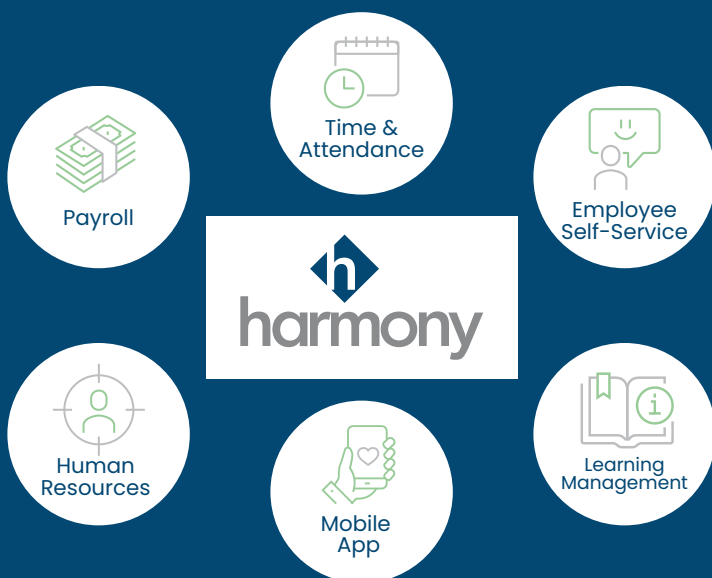 Time &
Attendance
Payroll
Employee
Self-Service
h
harmony
Human
Resources
Learning
Management
i
Mobile
App